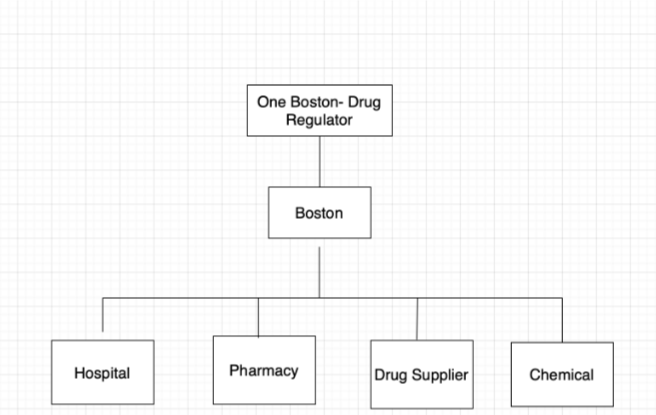 One Boston- Drug
Regulator
Boston
Hospital
Pharmacy
Drug Supplier
Chemical